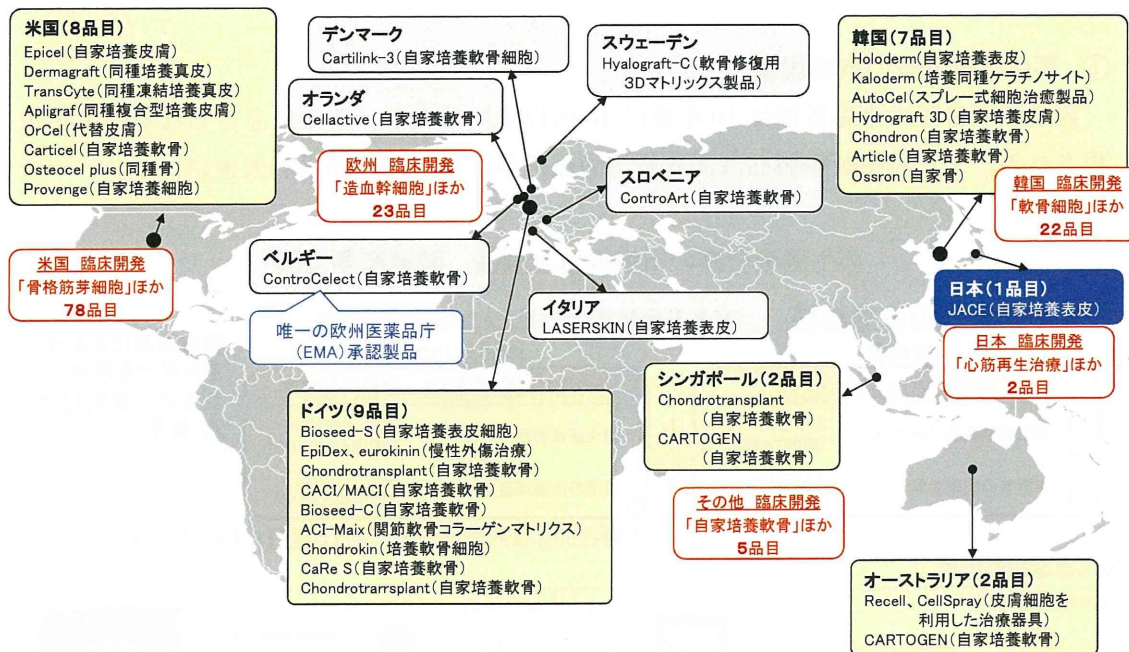 米国(8品目)
Epicel(自家培養皮膚)
Dermagraft(同種培養真皮)
TransCyte(同種凍結培養真皮)
Apligraf(同種複合型培養皮膚)
OrCel(代替皮膚)
Carticel(自家培養軟骨)
Osteocel plus(同種骨)
Provenge(自家培養細胞)
米国 臨床開発
「骨格筋芽細胞」ほか
78品目
デンマーク
Cartilink-3(自家培養軟骨細胞)
オランダ
Cellactive(自家培養軟骨)
欧州 臨床開発
「造血幹細胞」ほか
23品目
ベルギー
ControCelect(自家培養軟骨)
唯一の欧州医薬品庁
(EMA)承認製品
スウェーデン
Hyalograft-C(軟骨修復用
3Dマトリックス製品)
スロベニア
ControArt(自家培養軟骨)
イタリア
LASERSKIN(自家培養表皮)
韓国(7品目)
Holoderm(自家培養表皮)
Kaloderm(培養同種ケラチノサイト)
AutoCel(スプレー式細胞治癒製品)
Hydrograft 3D(自家培養皮膚)
Chondron(自家培養軟骨)
Article(自家培養軟骨)
Ossron(自家骨)
韓国 臨床開発
「軟骨細胞」ほか
22品目
日本(1品目)
JACE(自家培養表皮)
日本 臨床開発
「心筋再生治療」ほか
2品目
ドイツ(9品目)
Bioseed-S(自家培養表皮細胞)
EpiDex、eurokinin(慢性外傷治療)
Chondrotransplant(自家培養軟骨)
CACI/MACI(自家培養軟骨)
Bioseed-C(自家培養軟骨)
ACI-Maix(関節軟骨コラーゲンマトリクス)
Chondrokin(培養軟骨細胞)
CaRe S(自家培養軟骨)
Chondrotrarrsplant(自家培養軟骨)
シンガポール(2品目)
Chondrotransplant
(自家培養軟骨)
CARTOGEN
(自家培養軟骨)
その他 臨床開発
「自家培養軟骨」ほか
5品目
オーストラリア(2品目)
Recell、CellSpray(皮膚細胞を
利用した治療器具)
CARTOGEN(自家培養軟骨)